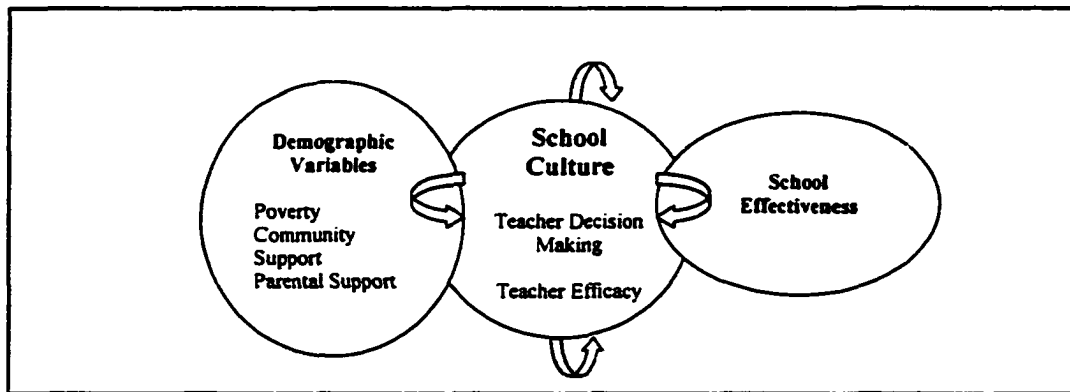 Demographic
Variables
Poverty
Community
Support
Parental Support
School
Culture
Teacher Decision
Making
Teacher Efficacy
School
Effectiveness